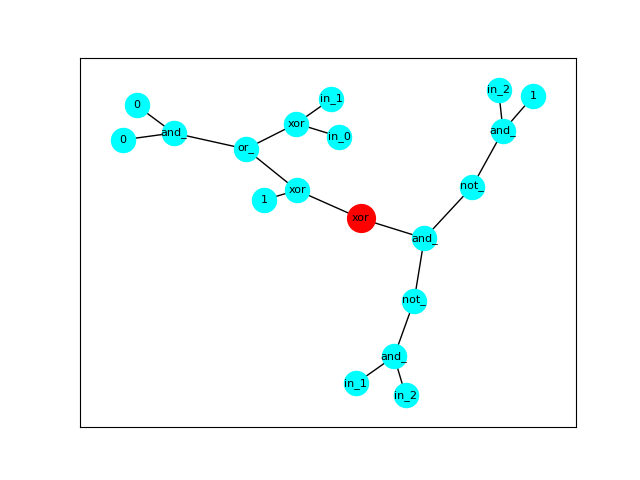 in_2
1
in_1
0
xor
and_
and_
in_0
0
or_
not_
xor
1
xor
and_
not_
and_
in_1
in_2